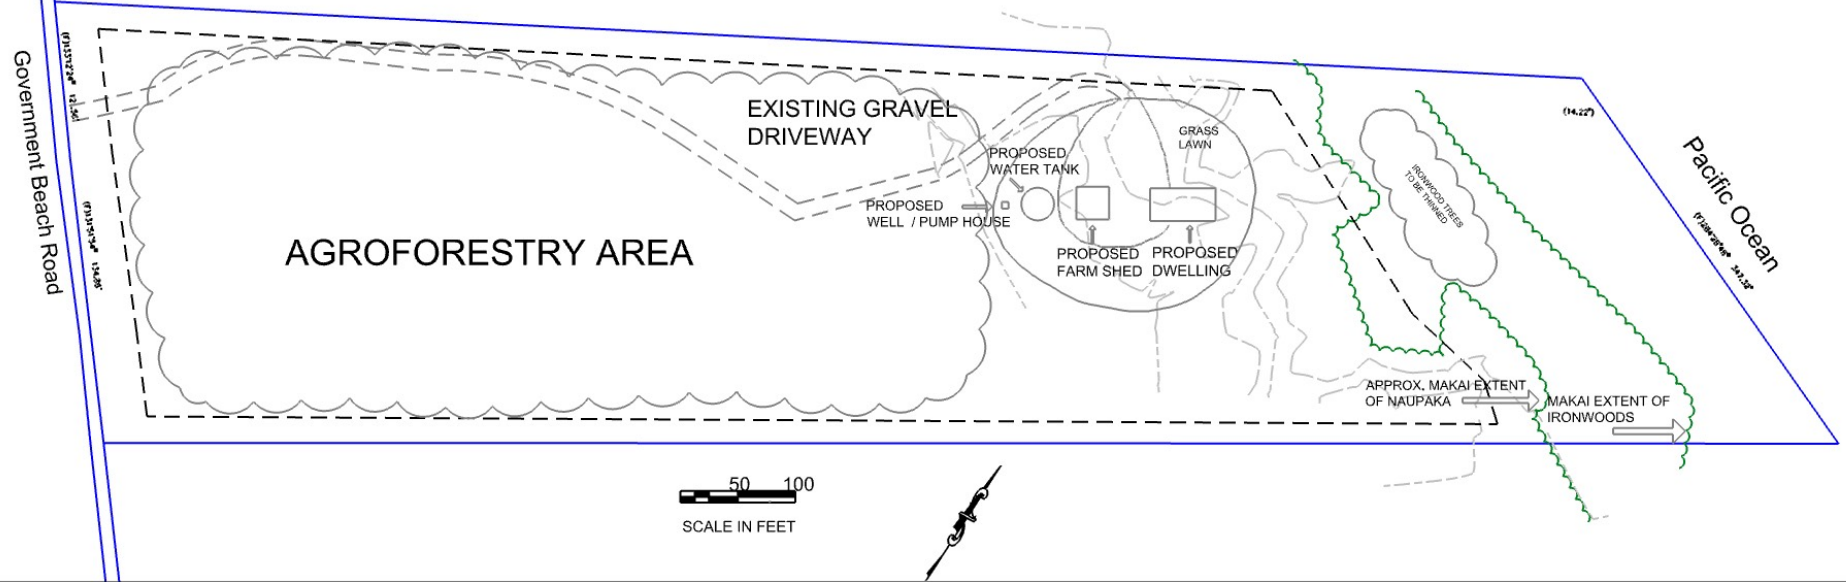 Government Beach Road
EXISTING GRAVEL
DRIVEWAY
AGROFORESTRY AREA
PROPOSED
WATER TANK
PROPOSED
WELL / PUMP HOUSE
GRASS
LAWN
PROPOSED
FARM SHED
PROPOSED
DWELLING
IRONWOOD TREES
TO BE THINNED
(14.22')
Pacific Ocean
APPROX. MAKAI EXTENT
OF NAUPAKA
MAKAI EXTENT OF
IRONWOODS
50 100
SCALE IN FEET